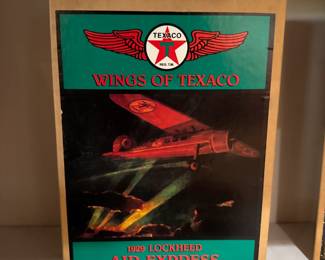 TEXACO
T
REG. T.M.
WINGS OF TEXACO
1929 LOCKHEED
AIR EXPRESS